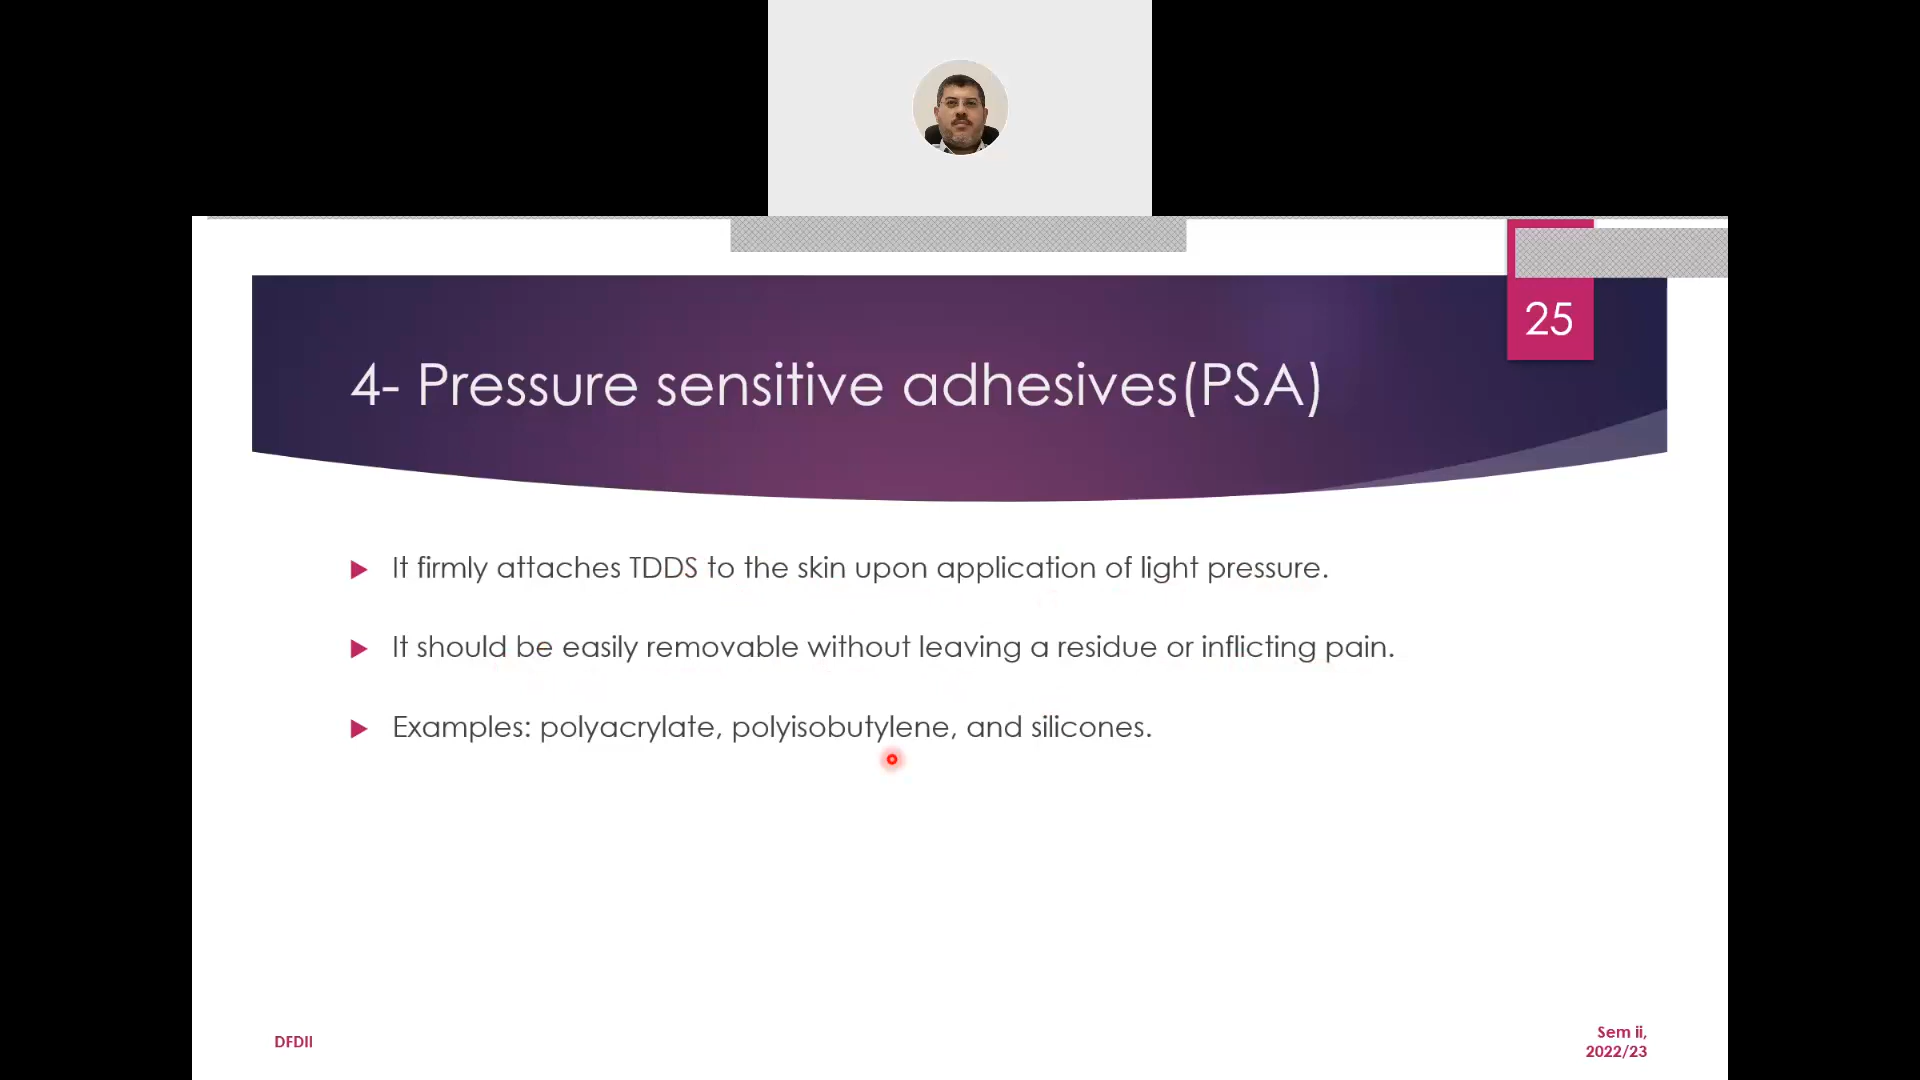 25
4- Pressure sensitive adhesives(PSA)
It firmly attaches TDDS to the skin upon application of light pressure.
It should be easily removable without leaving a residue or inflicting pain.
Examples: polyacrylate, polyisobutylene, and silicones.
DFDII
Sem ii,
2022/23